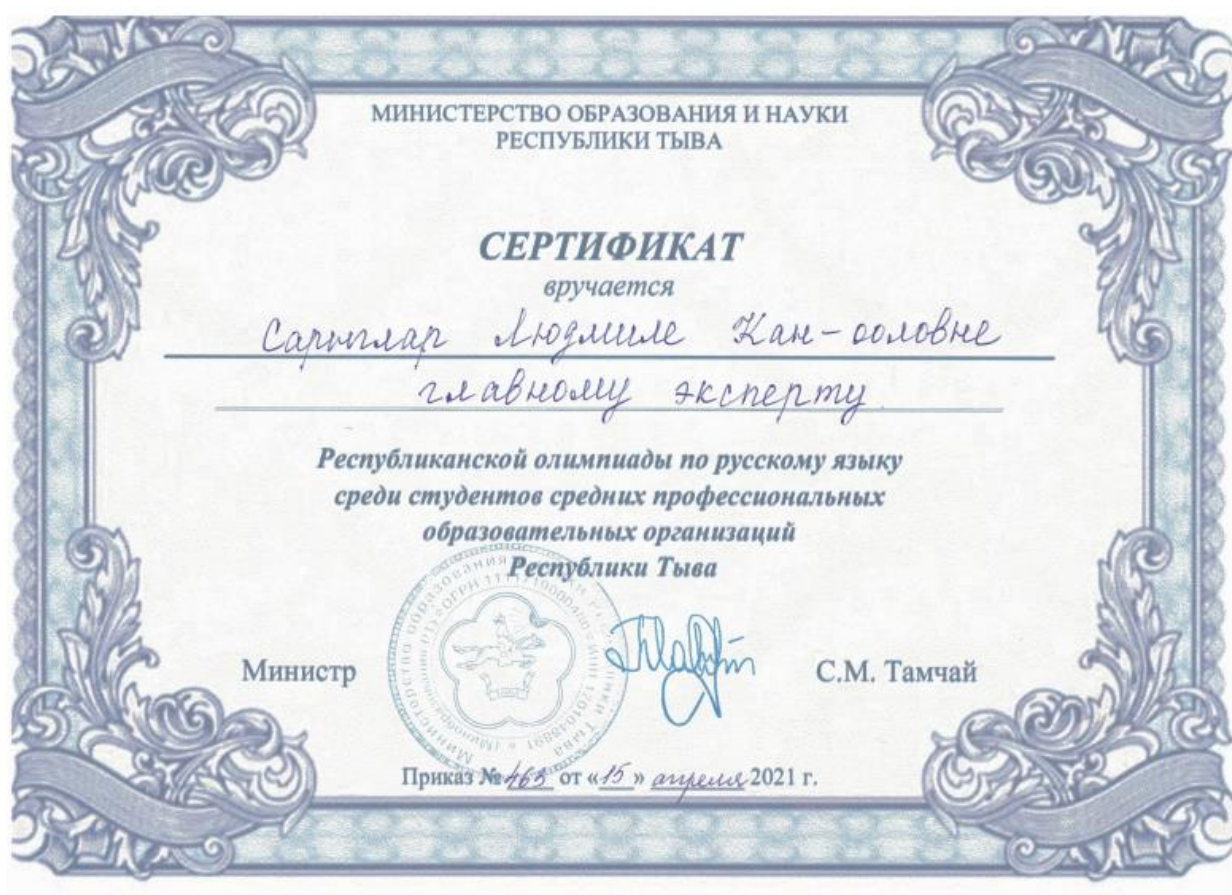 МИНИСТЕРСТВО ОБРАЗОВАНИЯ И НАУКИ
РЕСПУБЛИКИ ТЫВА
СЕРТИФИКАТ
вручается
Сарыглар Людмиле Кан-ооловне
главному эксперту
Республиканской олимпиады по русскому языку
среди студентов средних профессиональных
образовательных организаций
Республики Тыва
Министр
С.М. Тамчай
Приказ № 463 от «15» апреля 2021 г.